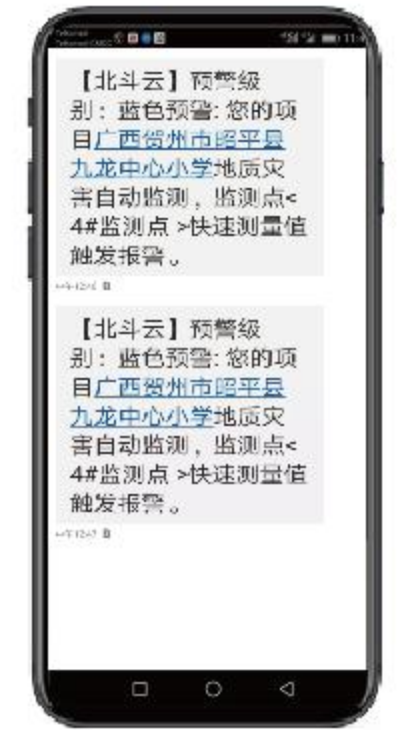 【北斗云】预警级
别：蓝色预警:您的项
目广西贺州市昭平县
九龙中心小学地质灾
害自动监测，监测点<
4#监测点 >快速测量值
触发报警。
【北斗云】预警级
别：蓝色预警:您的项
目广西贺州市昭平县
九龙中心小学地质灾
害自动监测，监测点<
4#监测点 >快速测量值
触发报警。